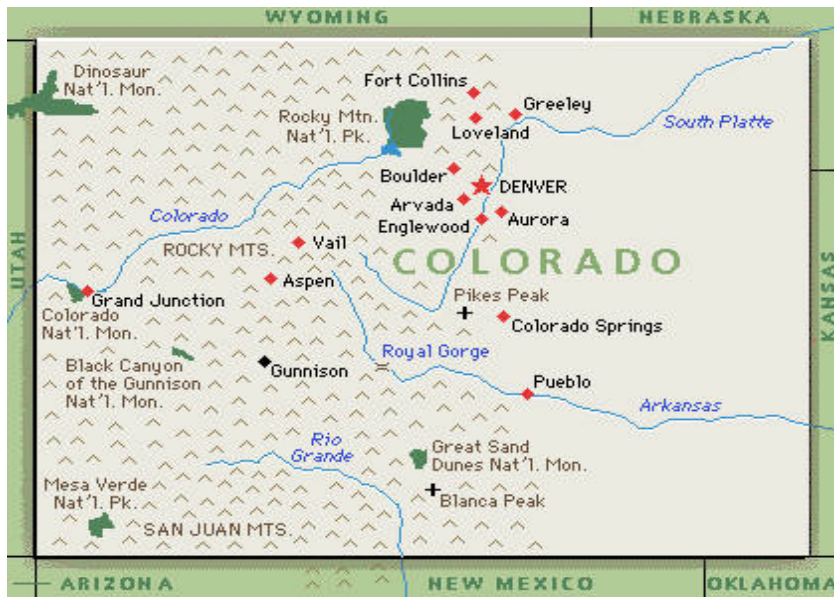 WYOMING
NEBRASKA
Dinosaur
Nat'l. Mon.
Fort Collins
Rocky Mtn.
Nat'l. Pk.
Greeley
Loveland
South Platte
Boulder
DENVER
Arvada
Aurora
Englewood
Colorado
UTAH
ROCKY MTS.
Vail
COLORADO
KANSAS
Aspen
Grand Junction
Pikes Peak
Colorado
Nat'l. Mon.
Colorado Springs
Black Canyon
of the Gunnison
Nat'l. Mon.
Gunnison
Royal Gorge
Pueblo
Arkansas
Rio
Grande
Great Sand
Dunes Nat'l. Mon.
Mesa Verde
Nat'l. Pk.
Blanca Peak
SAN JUAN MTS.
ARIZONA
NEW MEXICO
OKLAHOMA